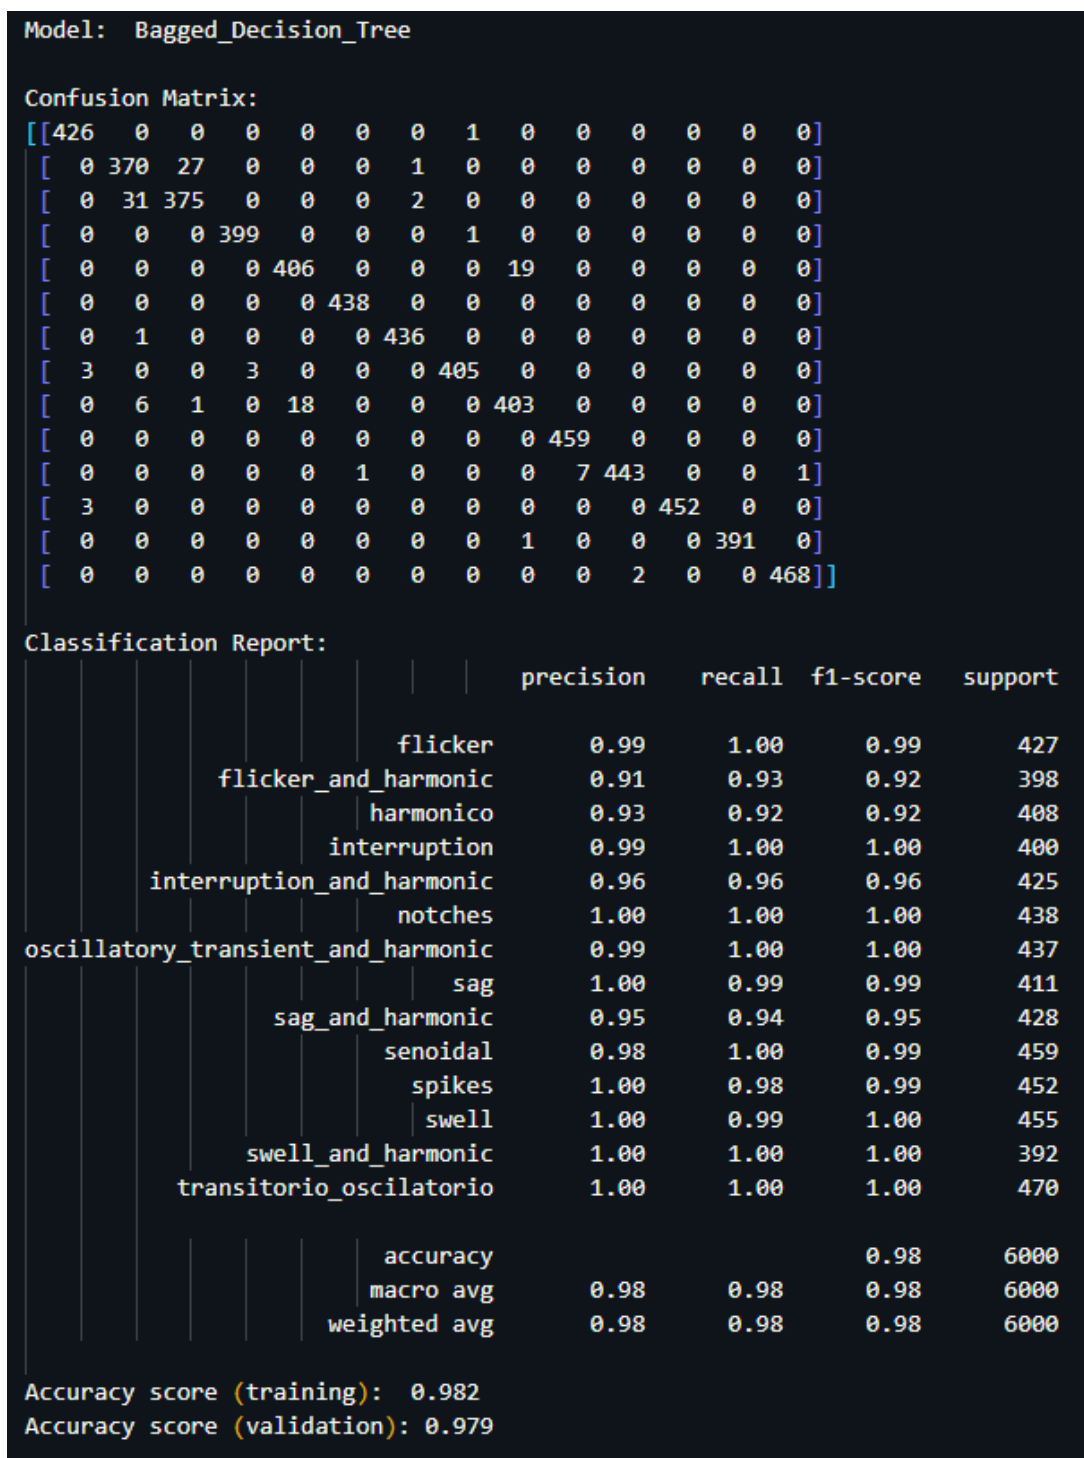 Model:  Bagged_Decision_Tree
Confusion Matrix:
[[426   0   0   0   0   0   0   1   0   0   0   0   0   0]
 [  0 370  27   0   0   0   1   0   0   0   0   0   0   0]
 [  0  31 375   0   0   0   2   0   0   0   0   0   0   0]
 [  0   0   0 399   0   0   0   1   0   0   0   0   0   0]
 [  0   0   0   0 406   0   0   0  19   0   0   0   0   0]
 [  0   0   0   0   0 438   0   0   0   0   0   0   0   0]
 [  0   1   0   0   0   0 436   0   0   0   0   0   0   0]
 [  3   0   0   3   0   0   0 405   0   0   0   0   0   0]
 [  0   6   1   0  18   0   0   0 403   0   0   0   0   0]
 [  0   0   0   0   0   0   0   0   0 459   0   0   0   0]
 [  0   0   0   0   0   1   0   0   0   7 443   0   0   1]
 [  3   0   0   0   0   0   0   0   0   0   0 452   0   0]
 [  0   0   0   0   0   0   0   0   1   0   0   0 391   0]
 [  0   0   0   0   0   0   0   0   0   0   2   0   0 468]]
Classification Report:
precision    recall  f1-score   support
flicker       0.99      1.00      0.99       427
flicker_and_harmonic       0.91      0.93      0.92       398
harmonico       0.93      0.92      0.92       408
interruption       0.99      1.00      1.00       400
interruption_and_harmonic       0.96      0.96      0.96       425
notches       1.00      1.00      1.00       438
oscillatory_transient_and_harmonic       0.99      1.00      1.00       437
sag       1.00      0.99      0.99       411
sag_and_harmonic       0.95      0.94      0.95       428
senoidal       0.98      1.00      0.99       459
spikes       1.00      0.98      0.99       452
swell       1.00      0.99      1.00       455
swell_and_harmonic       1.00      1.00      1.00       392
transitorio_oscilatorio       1.00      1.00      1.00       470
accuracy                           0.98      6000
macro avg       0.98      0.98      0.98      6000
weighted avg       0.98      0.98      0.98      6000
Accuracy score (training):  0.982
Accuracy score (validation): 0.979